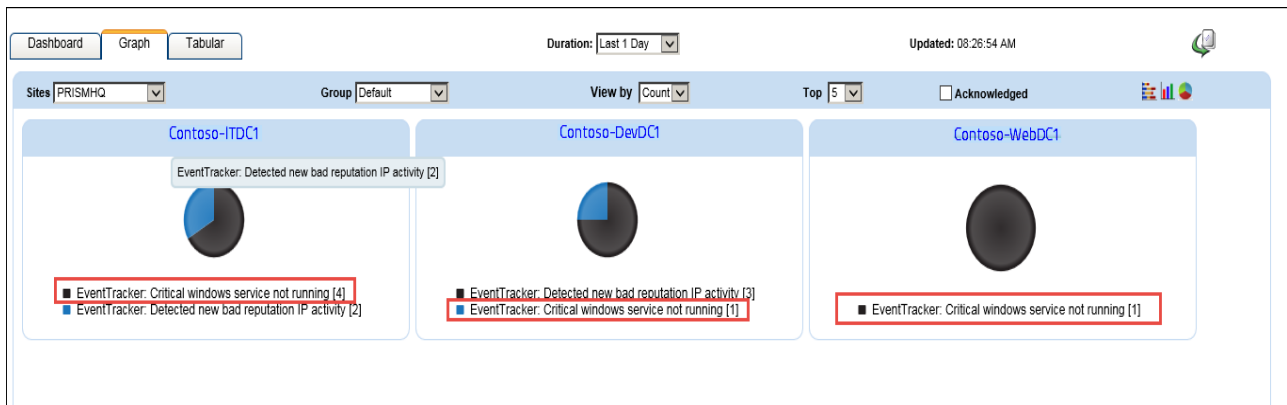 Dashboard Graph Tabular Duration: Last 1 Day Updated: 08:26:54 AM
Sites PRISMHQ Group Default View by Count Top 5 Acknowledged
Contoso-ITDC1
EventTracker: Detected new bad reputation IP activity [2]
EventTracker: Critical windows service not running [4]
EventTracker: Detected new bad reputation IP activity [2]
Contoso-DevDC1
EventTracker: Detected new bad reputation IP activity [3]
EventTracker: Critical windows service not running [1]
Contoso-WebDC1
EventTracker: Critical windows service not running [1]